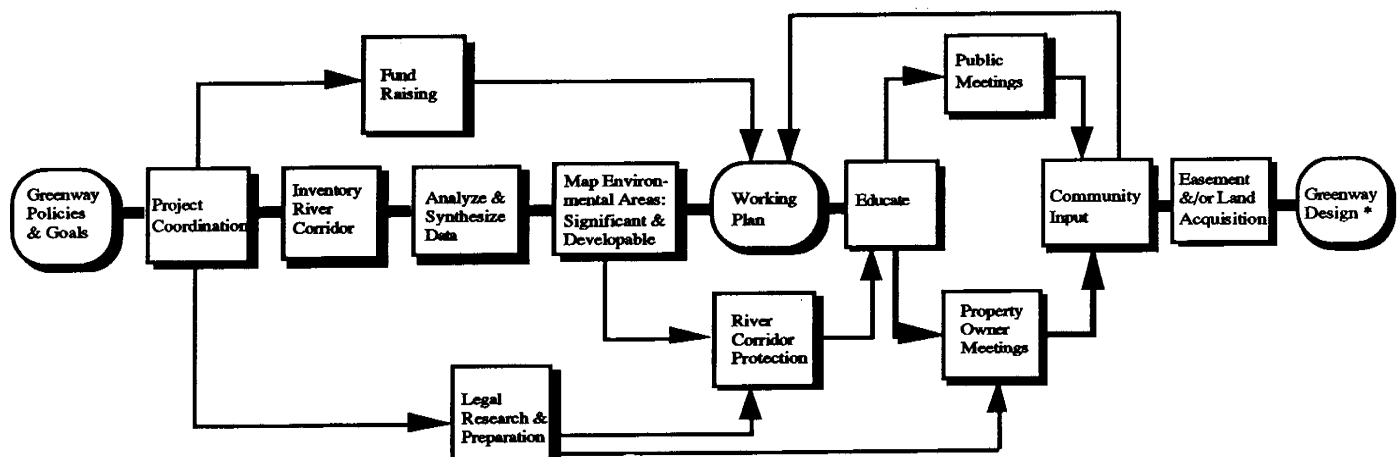 Fund
Raising
Public
Meetings
Greenway
Policies
& Goals
Project
Coordination
Inventory
River
Corridor
Analyze &
Synthesize
Data
Map Environ-
mental Areas:
Significant &
Developable
Working
Plan
Educate
Community
Input
Easement
&/or Land
Acquisition
Greenway
Design *
River
Corridor
Protection
Property
Owner
Meetings
Legal
Research &
Preparation